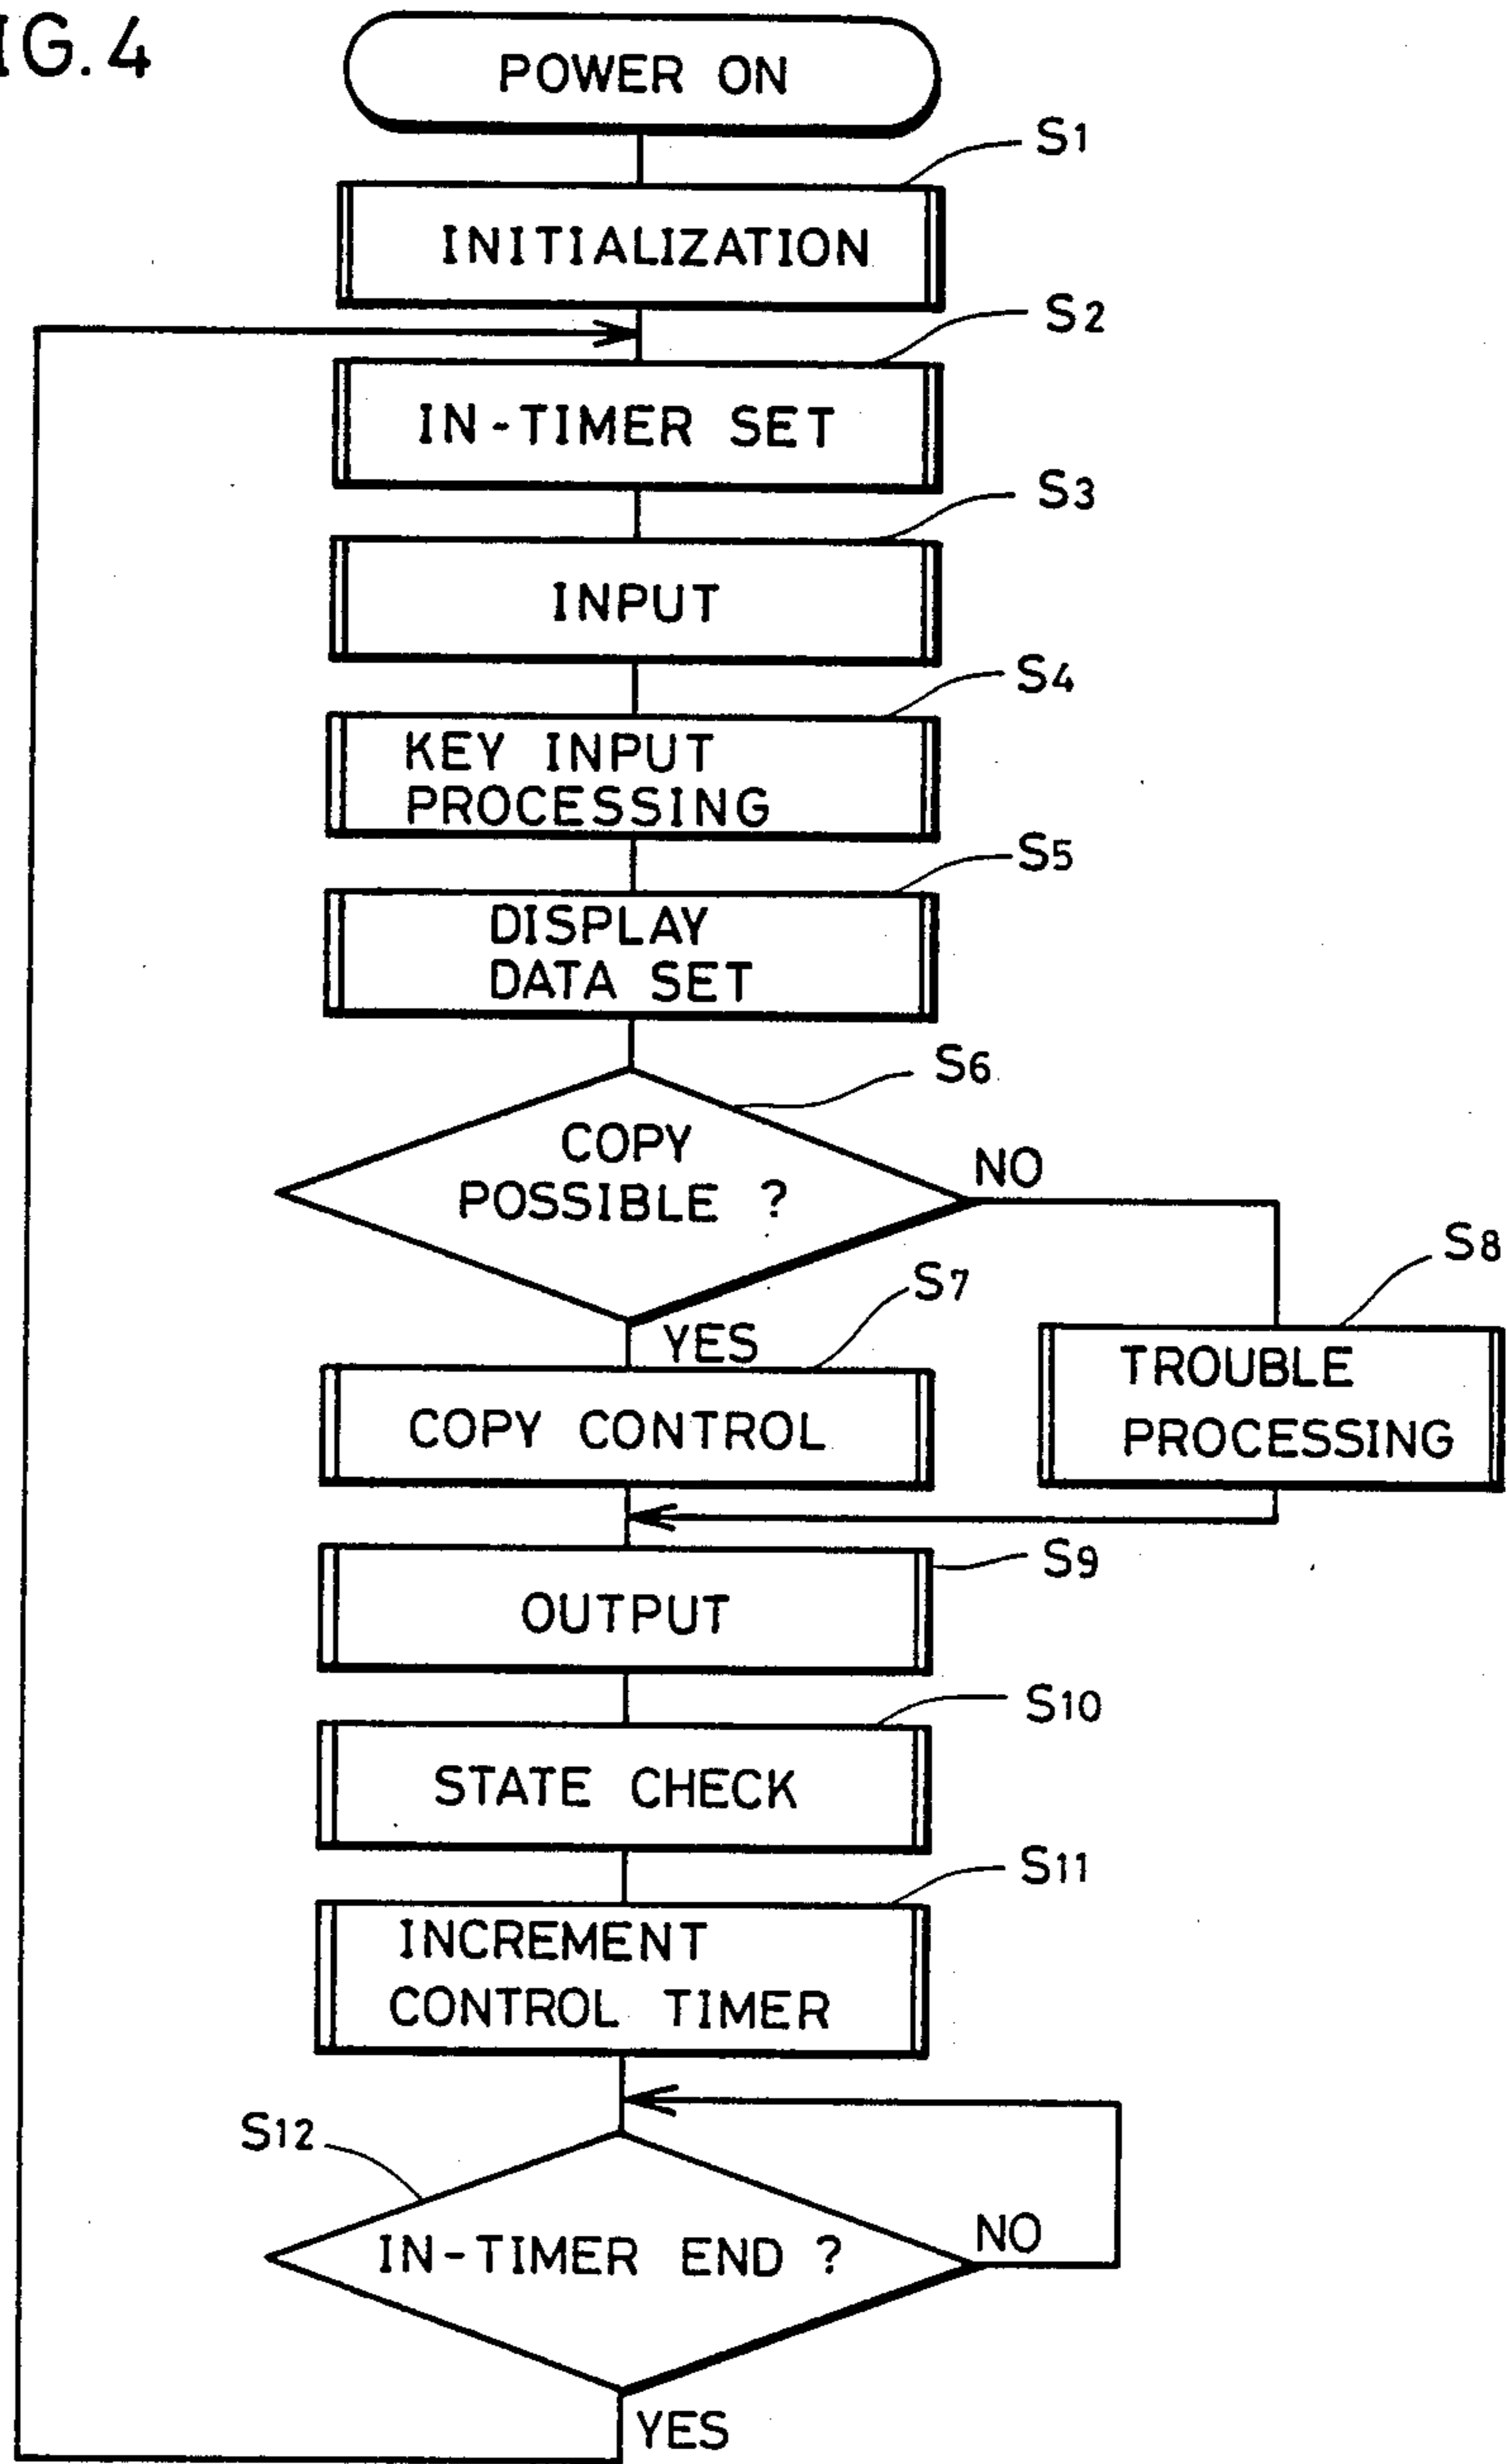 IG. 4
POWER ON
S1
INITIALIZATION
S2
IN-TIMER SET
S3
INPUT
S4
KEY INPUT
PROCESSING
S5
DISPLAY
DATA SET
S6
COPY
POSSIBLE ?
NO
S7
YES
S8
COPY CONTROL
TROUBLE
PROCESSING
S9
OUTPUT
S10
STATE CHECK
S11
INCREMENT
CONTROL TIMER
S12
IN-TIMER END ?
NO
YES